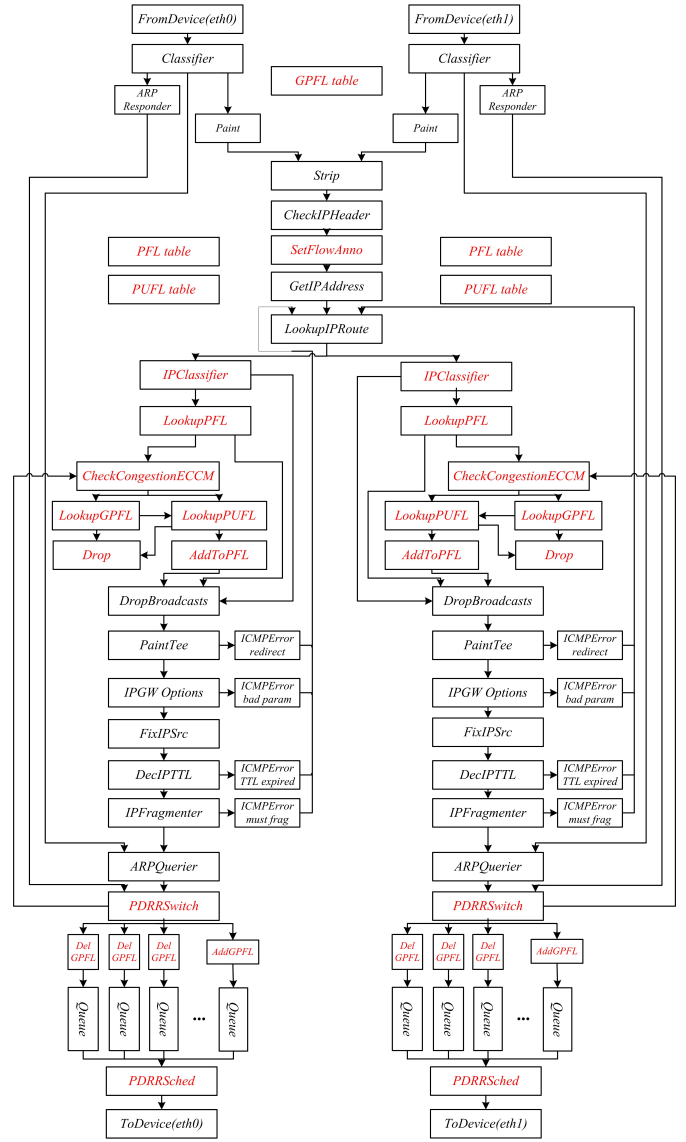 FromDevice(eth0)
FromDevice(eth1)
Classifier
Classifier
GPFL table
ARP
Responder
ARP
Responder
Paint
Paint
Strip
CheckIPHeader
PFL table
SetFlowAnno
PFL table
PUFL table
GetIPAddress
PUFL table
LookupIPRoute
IPClassifier
IPClassifier
LookupPFL
LookupPFL
CheckCongestionECCM
CheckCongestionECCM
LookupGPFL
LookupPUFL
LookupPUFL
LookupGPFL
Drop
AddToPFL
AddToPFL
Drop
DropBroadcasts
DropBroadcasts
PaintTee
ICMPError
redirect
PaintTee
ICMPError
redirect
IPGW Options
ICMPError
bad param
IPGW Options
ICMPError
bad param
FixIPSrc
FixIPSrc
DecIPTTL
ICMPError
TTL expired
DecIPTTL
ICMPError
TTL expired
IPFragmenter
ICMPError
must frag
IPFragmenter
ICMPError
must frag
ARPQuerier
ARPQuerier
PDRRSwitch
PDRRSwitch
Del
GPFL
Del
GPFL
Del
GPFL
AddGPFL
Del
GPFL
Del
GPFL
Del
GPFL
AddGPFL
Queue
Queue
Queue
...
Queue
Queue
Queue
Queue
...
Queue
PDRRSched
PDRRSched
ToDevice(eth0)
ToDevice(eth1)